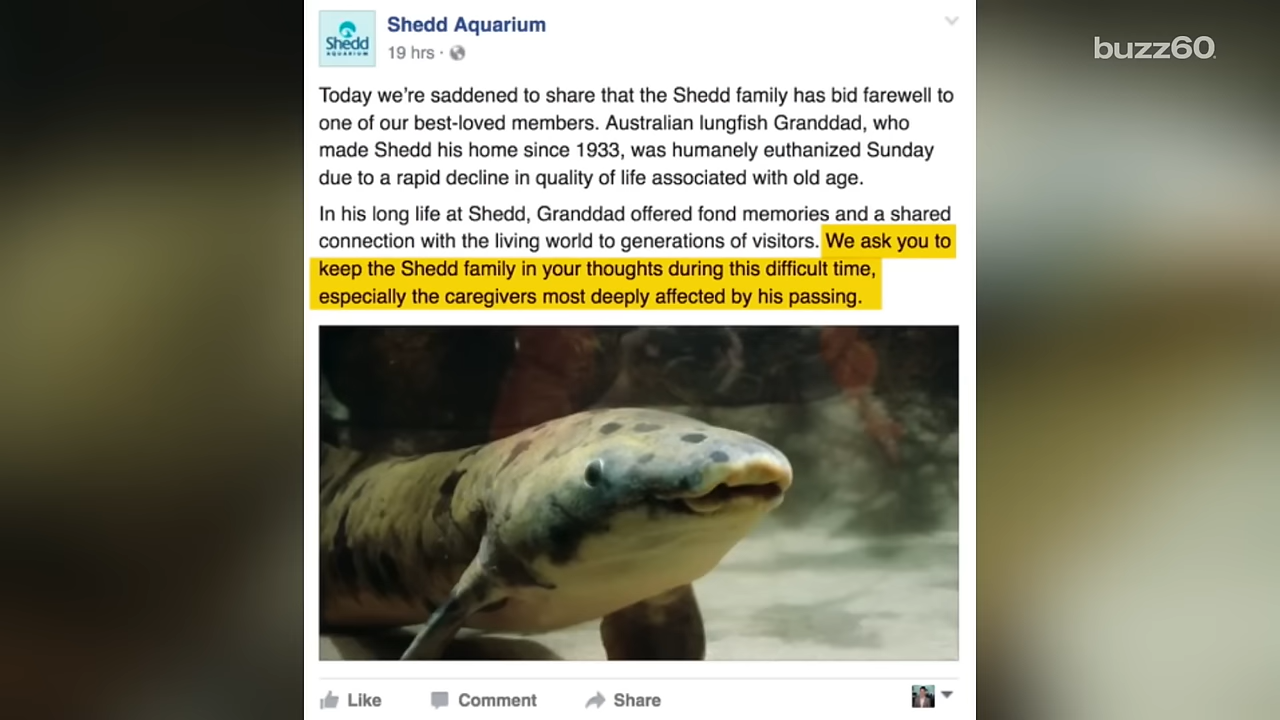 Shedd Aquarium
19 hrs ·
Shedd
AQUARIUM
buzz60
Today we're saddened to share that the Shedd family has bid farewell to
one of our best-loved members. Australian lungfish Granddad, who
made Shedd his home since 1933, was humanely euthanized Sunday
due to a rapid decline in quality of life associated with old age.
In his long life at Shedd, Granddad offered fond memories and a shared
connection with the living world to generations of visitors. We ask you to
keep the Shedd family in your thoughts during this difficult time,
especially the caregivers most deeply affected by his passing.
Like Comment Share